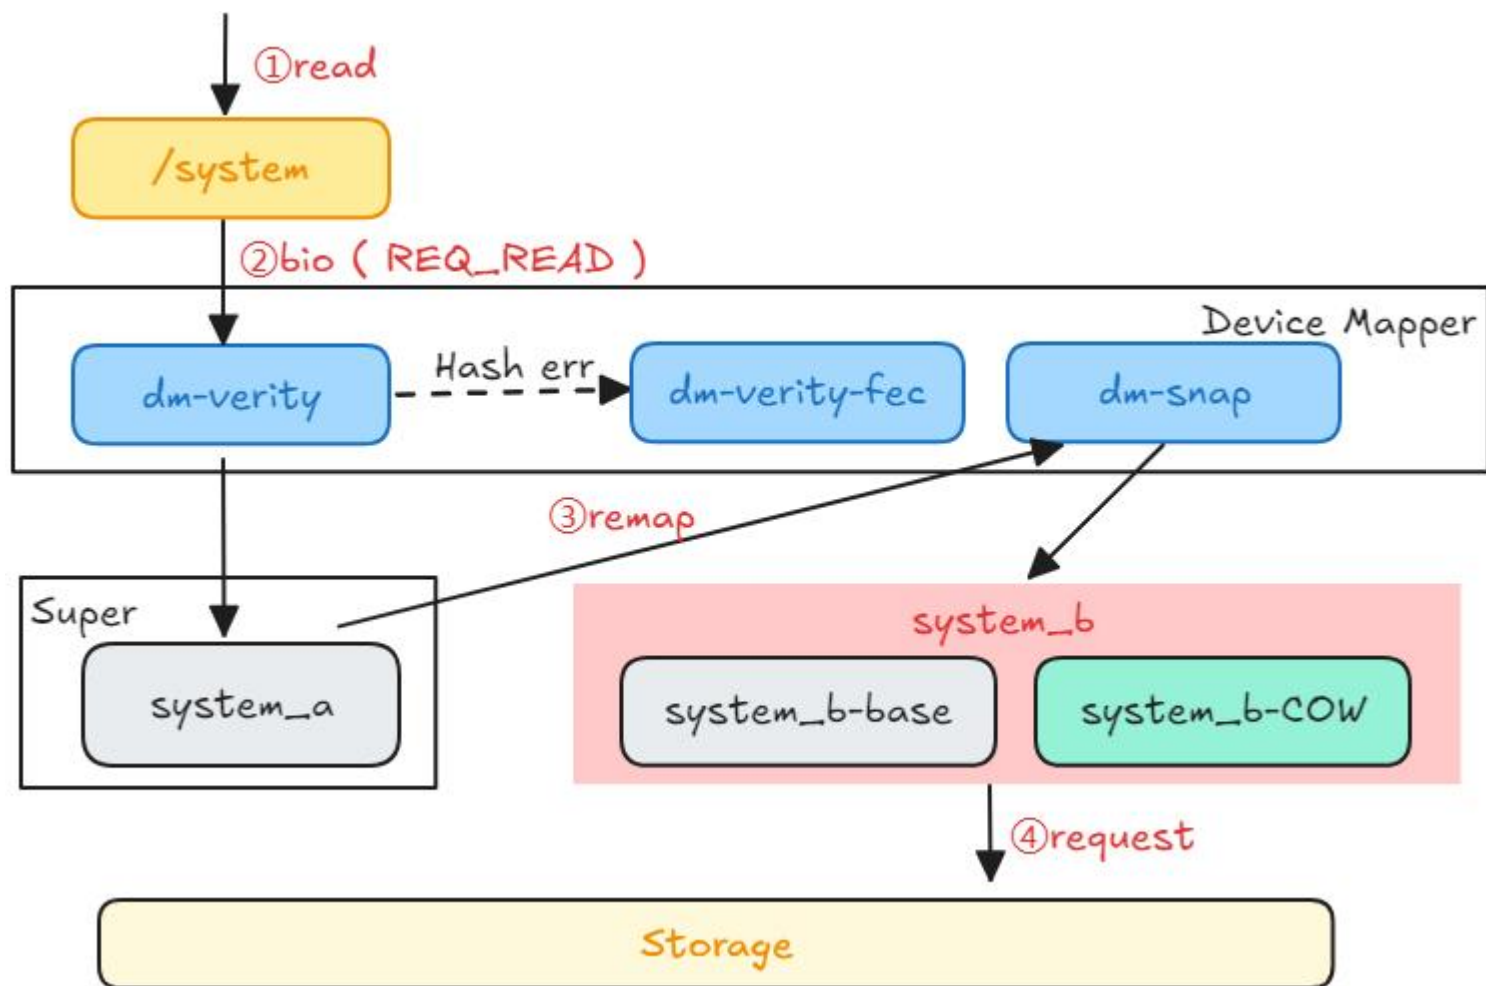 ①read
/system
②bio ( REQ_READ )
Device Mapper
dm-verity
Hash err
dm-verity-fec
dm-snap
③remap
Super
system_a
system_b
system_b-base
system_b-COW
④request
Storage